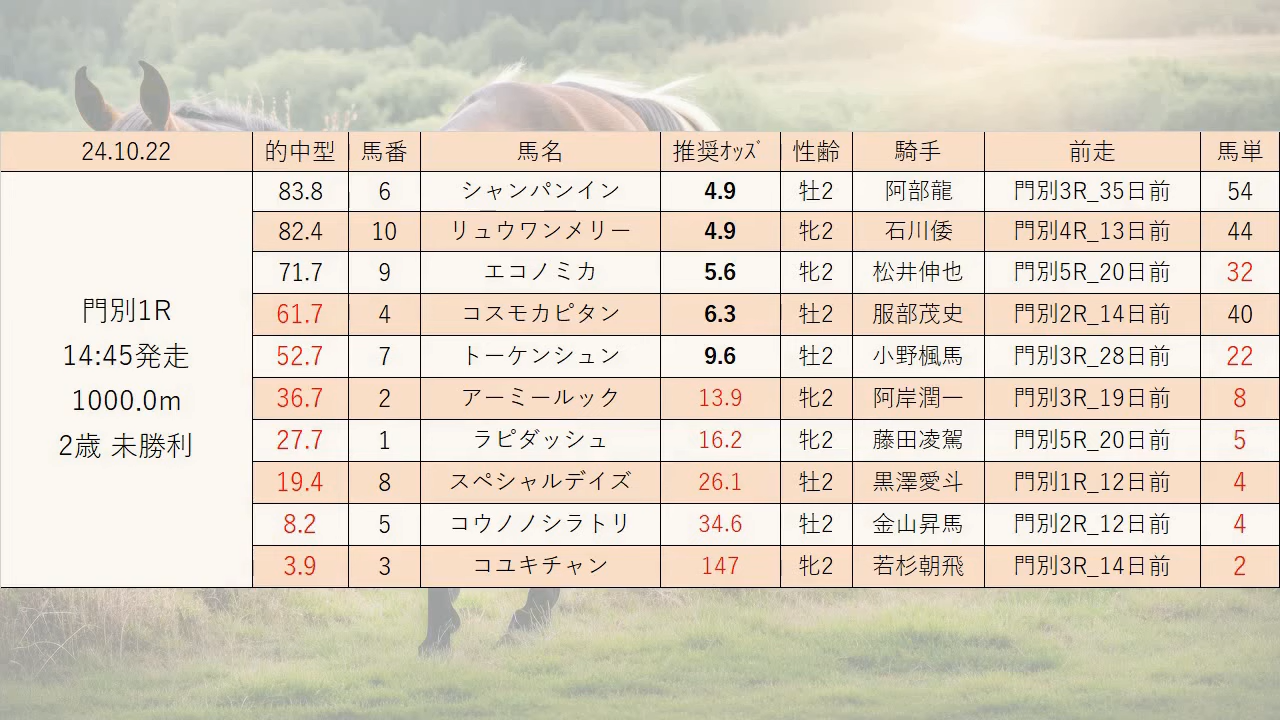 24.10.22 的中型 馬番 馬名 推奨ｵｯｽﾞ 性齢 騎手 前走 馬単
83.8 6 シャンパンイン 4.9 牡2 阿部龍 門別3R_35日前 54
82.4 10 リュウワンメリー 4.9 牝2 石川倭 門別4R_13日前 44
71.7 9 エコノミカ 5.6 牝2 松井伸也 門別5R_20日前 32
門別1R
14:45発走
1000.0m
2歳 未勝利
61.7 4 コスモカピタン 6.3 牡2 服部茂史 門別2R_14日前 40
52.7 7 トーケンシュン 9.6 牡2 小野楓馬 門別3R_28日前 22
36.7 2 アーミールック 13.9 牝2 阿岸潤一 門別3R_19日前 8
27.7 1 ラピダッシュ 16.2 牝2 藤田凌駕 門別5R_20日前 5
19.4 8 スペシャルデイズ 26.1 牡2 黒澤愛斗 門別1R_12日前 4
8.2 5 コウノノシラトリ 34.6 牡2 金山昇馬 門別2R_12日前 4
3.9 3 コユキチャン 147 牝2 若杉朝飛 門別3R_14日前 2